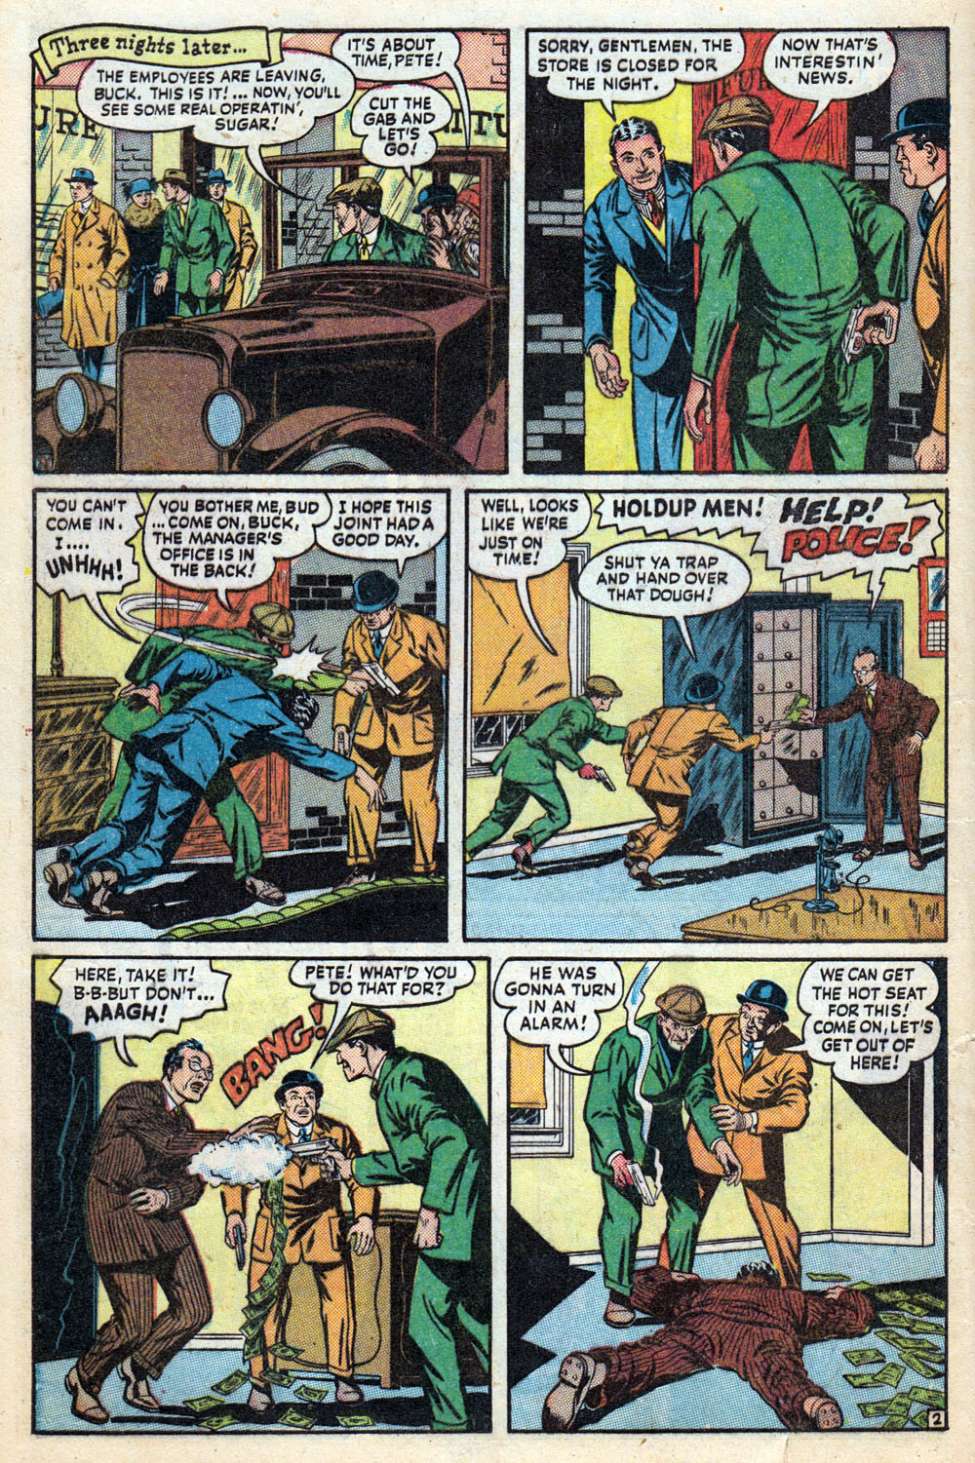 Three nights later...
THE EMPLOYEES ARE LEAVING,
BUCK. THIS IS IT! ... NOW, YOU'LL
SEE SOME REAL OPERATIN',
SUGAR!
IT'S ABOUT
TIME, PETE!
CUT THE
GAB AND
LET'S
GO!
URE
ITU
SORRY, GENTLEMEN, THE
STORE IS CLOSED FOR
THE NIGHT.
NOW THAT'S
INTERESTIN'
NEWS.
FUR
YOU CAN'T
COME IN.
I....
UNHHH!
YOU BOTHER ME, BUD
...COME ON, BUCK,
THE MANAGER'S
OFFICE IS IN
THE BACK!
I HOPE THIS
JOINT HAD A
GOOD DAY.
WELL, LOOKS
LIKE WE'RE
JUST ON
TIME!
HOLDUP MEN! HELP!
POLICE!
SHUT YA TRAP
AND HAND OVER
THAT DOUGH!
HERE, TAKE IT!
B-B-BUT DON'T...
AAAGH!
BANG!
PETE! WHAT'D YOU
DO THAT FOR?
HE WAS
GONNA TURN
IN AN
ALARM!
WE CAN GET
THE HOT SEAT
FOR THIS!
COME ON, LET'S
GET OUT OF
HERE!
2